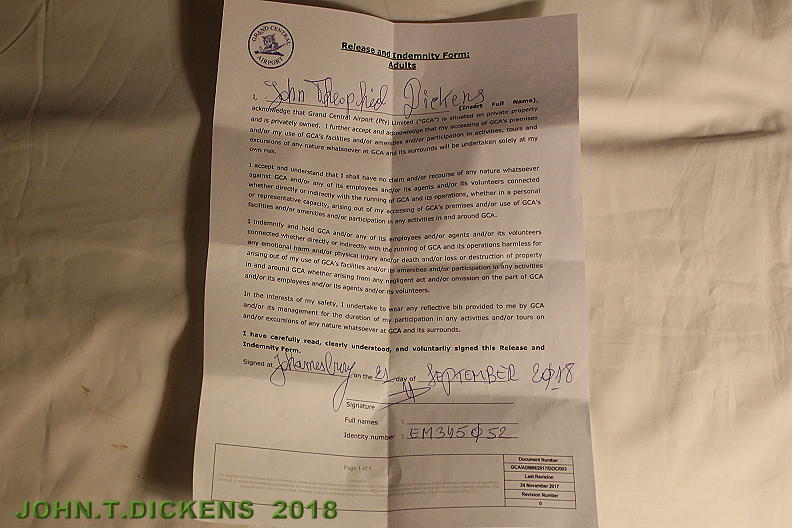 GRAND CENTRAL
AIRPORT
Release and Indemnity Form:
Adults
I, John Theophied Dickens [Insert Full Name],
acknowledge that Grand Central Airport (Pty) Limited ("GCA") is situated on private property
and is privately owned. I further accept and acknowledge that my accessing of GCA's premises
and/or my use of GCA's facilities and/or amenities and/or participation in activities, tours and
excursions of any nature whatsoever at GCA and its surrounds will be undertaken solely at my
own risk.
I accept and understand that I shall have no claim and/or recourse of any nature whatsoever
against GCA and/or any of its employees and/or its agents and/or its volunteers connected
whether directly or indirectly with the running of GCA and its operations, whether in a personal
or representative capacity, arising out of my accessing of GCA's premises and/or use of GCA's
facilities and/or amenities and/or participation in any activities in and around GCA.
I indemnify and hold GCA and/or any of its employees and/or agents and/or its volunteers
connected whether directly or indirectly with the running of GCA and its operations harmless for
any emotional harm and/or physical injury and/or death and/or loss or destruction of property
arising out of my use of GCA's facilities and/or its amenities and/or participation in any activities
in and around GCA whether arising from any negligent act and/or omission on the part of GCA
and/or its employees and/or its agents and/or its volunteers.
In the interests of my safety, I undertake to wear any reflective bib provided to me by GCA
and/or its management for the duration of my participation in any activities and/or tours on
and/or excursions of any nature whatsoever at GCA and its surrounds.
I have carefully read, clearly understood, and voluntarily signed this Release and
Indemnity Form.
Signed at Johannesburg on the 21 day of SEPTEMBER 2018
Signature
Full names :
Identity number : EM345052
Page 1 of 1
Document Number
GCA/ADMIN/2017/DOC/003
Last Revision
24 November 2017
Revision Number
0
JOHN.T.DICKENS 2018